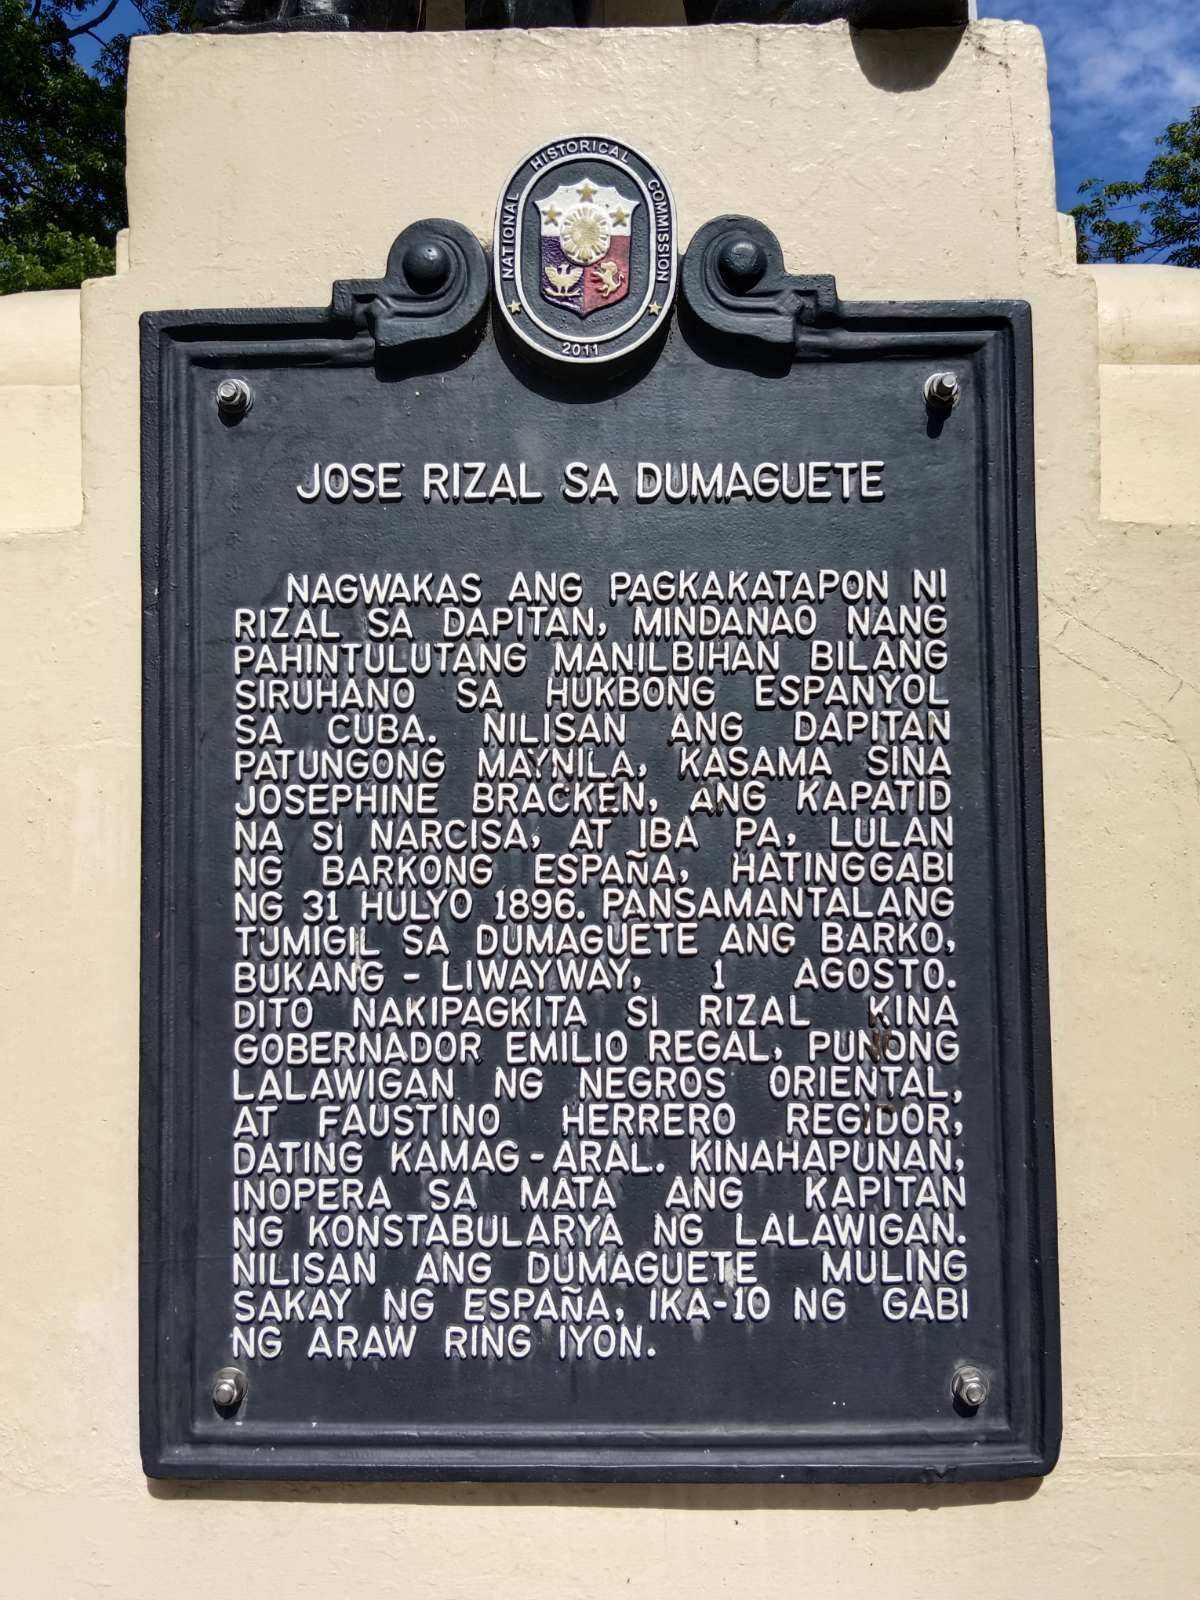 NATIONAL HISTORICAL COMMISSION
2011
JOSE RIZAL SA DUMAGUETE
NAGWAKAS ANG PAGKAKATAPON NI
RIZAL SA DAPITAN, MINDANAO NANG
PAHINTULUTANG MANILBIHAN BILANG
SIRUHANO SA HUKBONG ESPANYOL
SA CUBA. NILISAN ANG DAPITAN
PATUNGONG MAYNILA, KASAMA SINA
JOSEPHINE BRACKEN, ANG KAPATID
NA SI NARCISA, AT IBA PA, LULAN
NG BARKONG ESPAÑA, HATINGGABI
NG 31 HULYO 1896. PANSAMANTALANG
TUMIGIL SA DUMAGUETE ANG BARKO,
BUKANG - LIWAYWAY, 1 AGOSTO.
DITO NAKIPAGKITA SI RIZAL KINA
GOBERNADOR EMILIO REGAL, PUNONG
LALAWIGAN NG NEGROS ORIENTAL,
AT FAUSTINO HERRERO REGIDOR,
DATING KAMAG-ARAL. KINAHAPUNAN,
INOPERA SA MATA ANG KAPITAN
NG KONSTABULARYA NG LALAWIGAN.
NILISAN ANG DUMAGUETE MULING
SAKAY NG ESPAÑA, IKA-10 NG GABI
NG ARAW RING IYON.